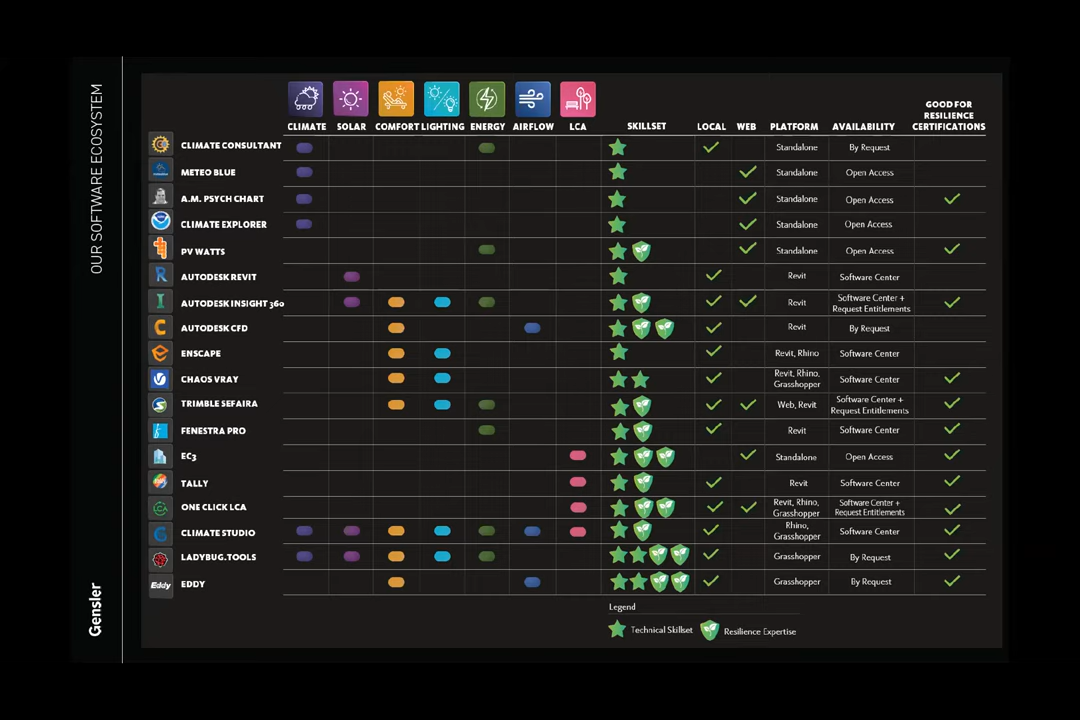 OUR SOFTWARE ECOSYSTEM
Gensler
CLIMATE SOLAR COMFORT LIGHTING ENERGY AIRFLOW LCA SKILLSET LOCAL WEB PLATFORM AVAILABILITY GOOD FOR RESILIENCE CERTIFICATIONS
CLIMATE CONSULTANT Standalone By Request
METEO BLUE Standalone Open Access
A.M. PSYCH CHART Standalone Open Access
CLIMATE EXPLORER Standalone Open Access
PV WATTS Standalone Open Access
AUTODESK REVIT Revit Software Center
AUTODESK INSIGHT 360 Revit Software Center + Request Entitlements
AUTODESK CFD Revit By Request
ENSCAPE Revit, Rhino Software Center
CHAOS VRAY Revit, Rhino, Grasshopper Software Center
TRIMBLE SEFAIRA Web, Revit Software Center + Request Entitlements
FENESTRA PRO Revit Software Center
EC3 Standalone Open Access
TALLY Revit Software Center
LCA ONE CLICK LCA Revit, Rhino, Grasshopper Software Center + Request Entitlements
CLIMATE STUDIO Rhino, Grasshopper Software Center
LADYBUG.TOOLS Grasshopper By Request
Eddy EDDY Grasshopper By Request
Legend
Technical Skillset Resilience Expertise